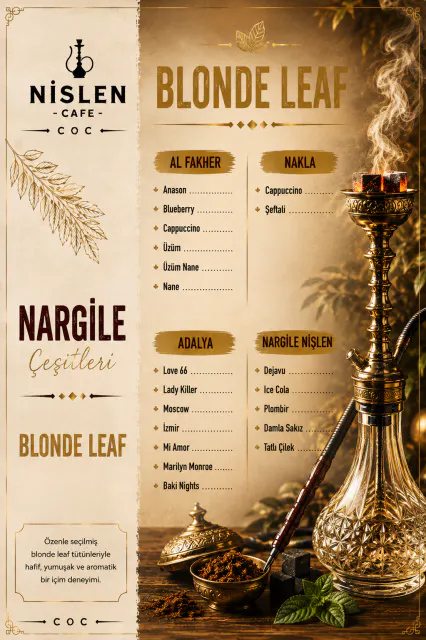 NİŞLEN
- CAFE -
COC
NARGİLE
Çeşitleri
BLONDE LEAF
Özenle seçilmiş
blonde leaf tütünleriyle
hafif, yumuşak ve aromatik
bir içim deneyimi.
COC
BLONDE LEAF
AL FAKHER
Anason
Blueberry
Cappuccino
Üzüm
Üzüm Nane
Nane
NAKLA
Cappuccino
Şeftali
ADALYA
Love 66
Lady Killer
Moscow
İzmir
Mi Amor
Marilyn Monroe
Baki Nights
NARGİLE NİŞLEN
Dejavu
Ice Cola
Plombir
Damla Sakız
Tatlı Çilek